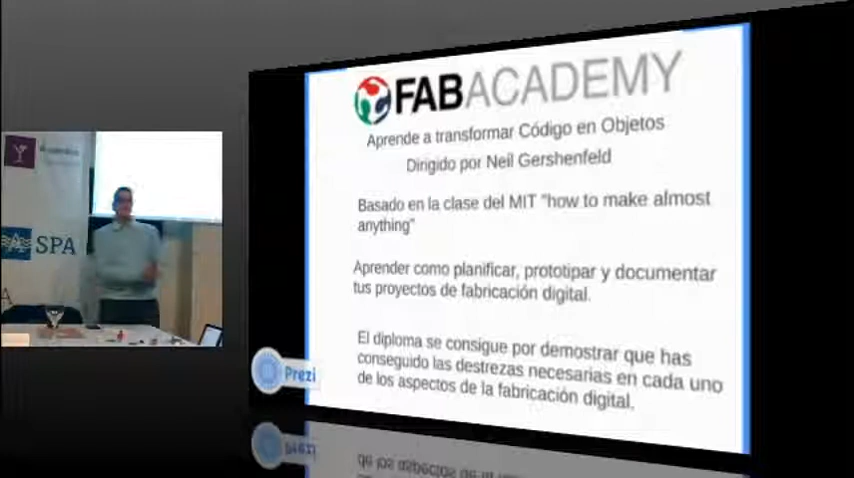 FABACADEMY
Aprende a transformar Código en Objetos
Dirigido por Neil Gershenfeld
Basado en la clase del MIT "how to make almost
anything"
Aprender como planificar, prototipar y documentar
tus proyectos de fabricación digital.
El diploma se consigue por demostrar que has
conseguido las destrezas necesarias en cada uno
de los aspectos de la fabricación digital.
Prezi
SPA
A